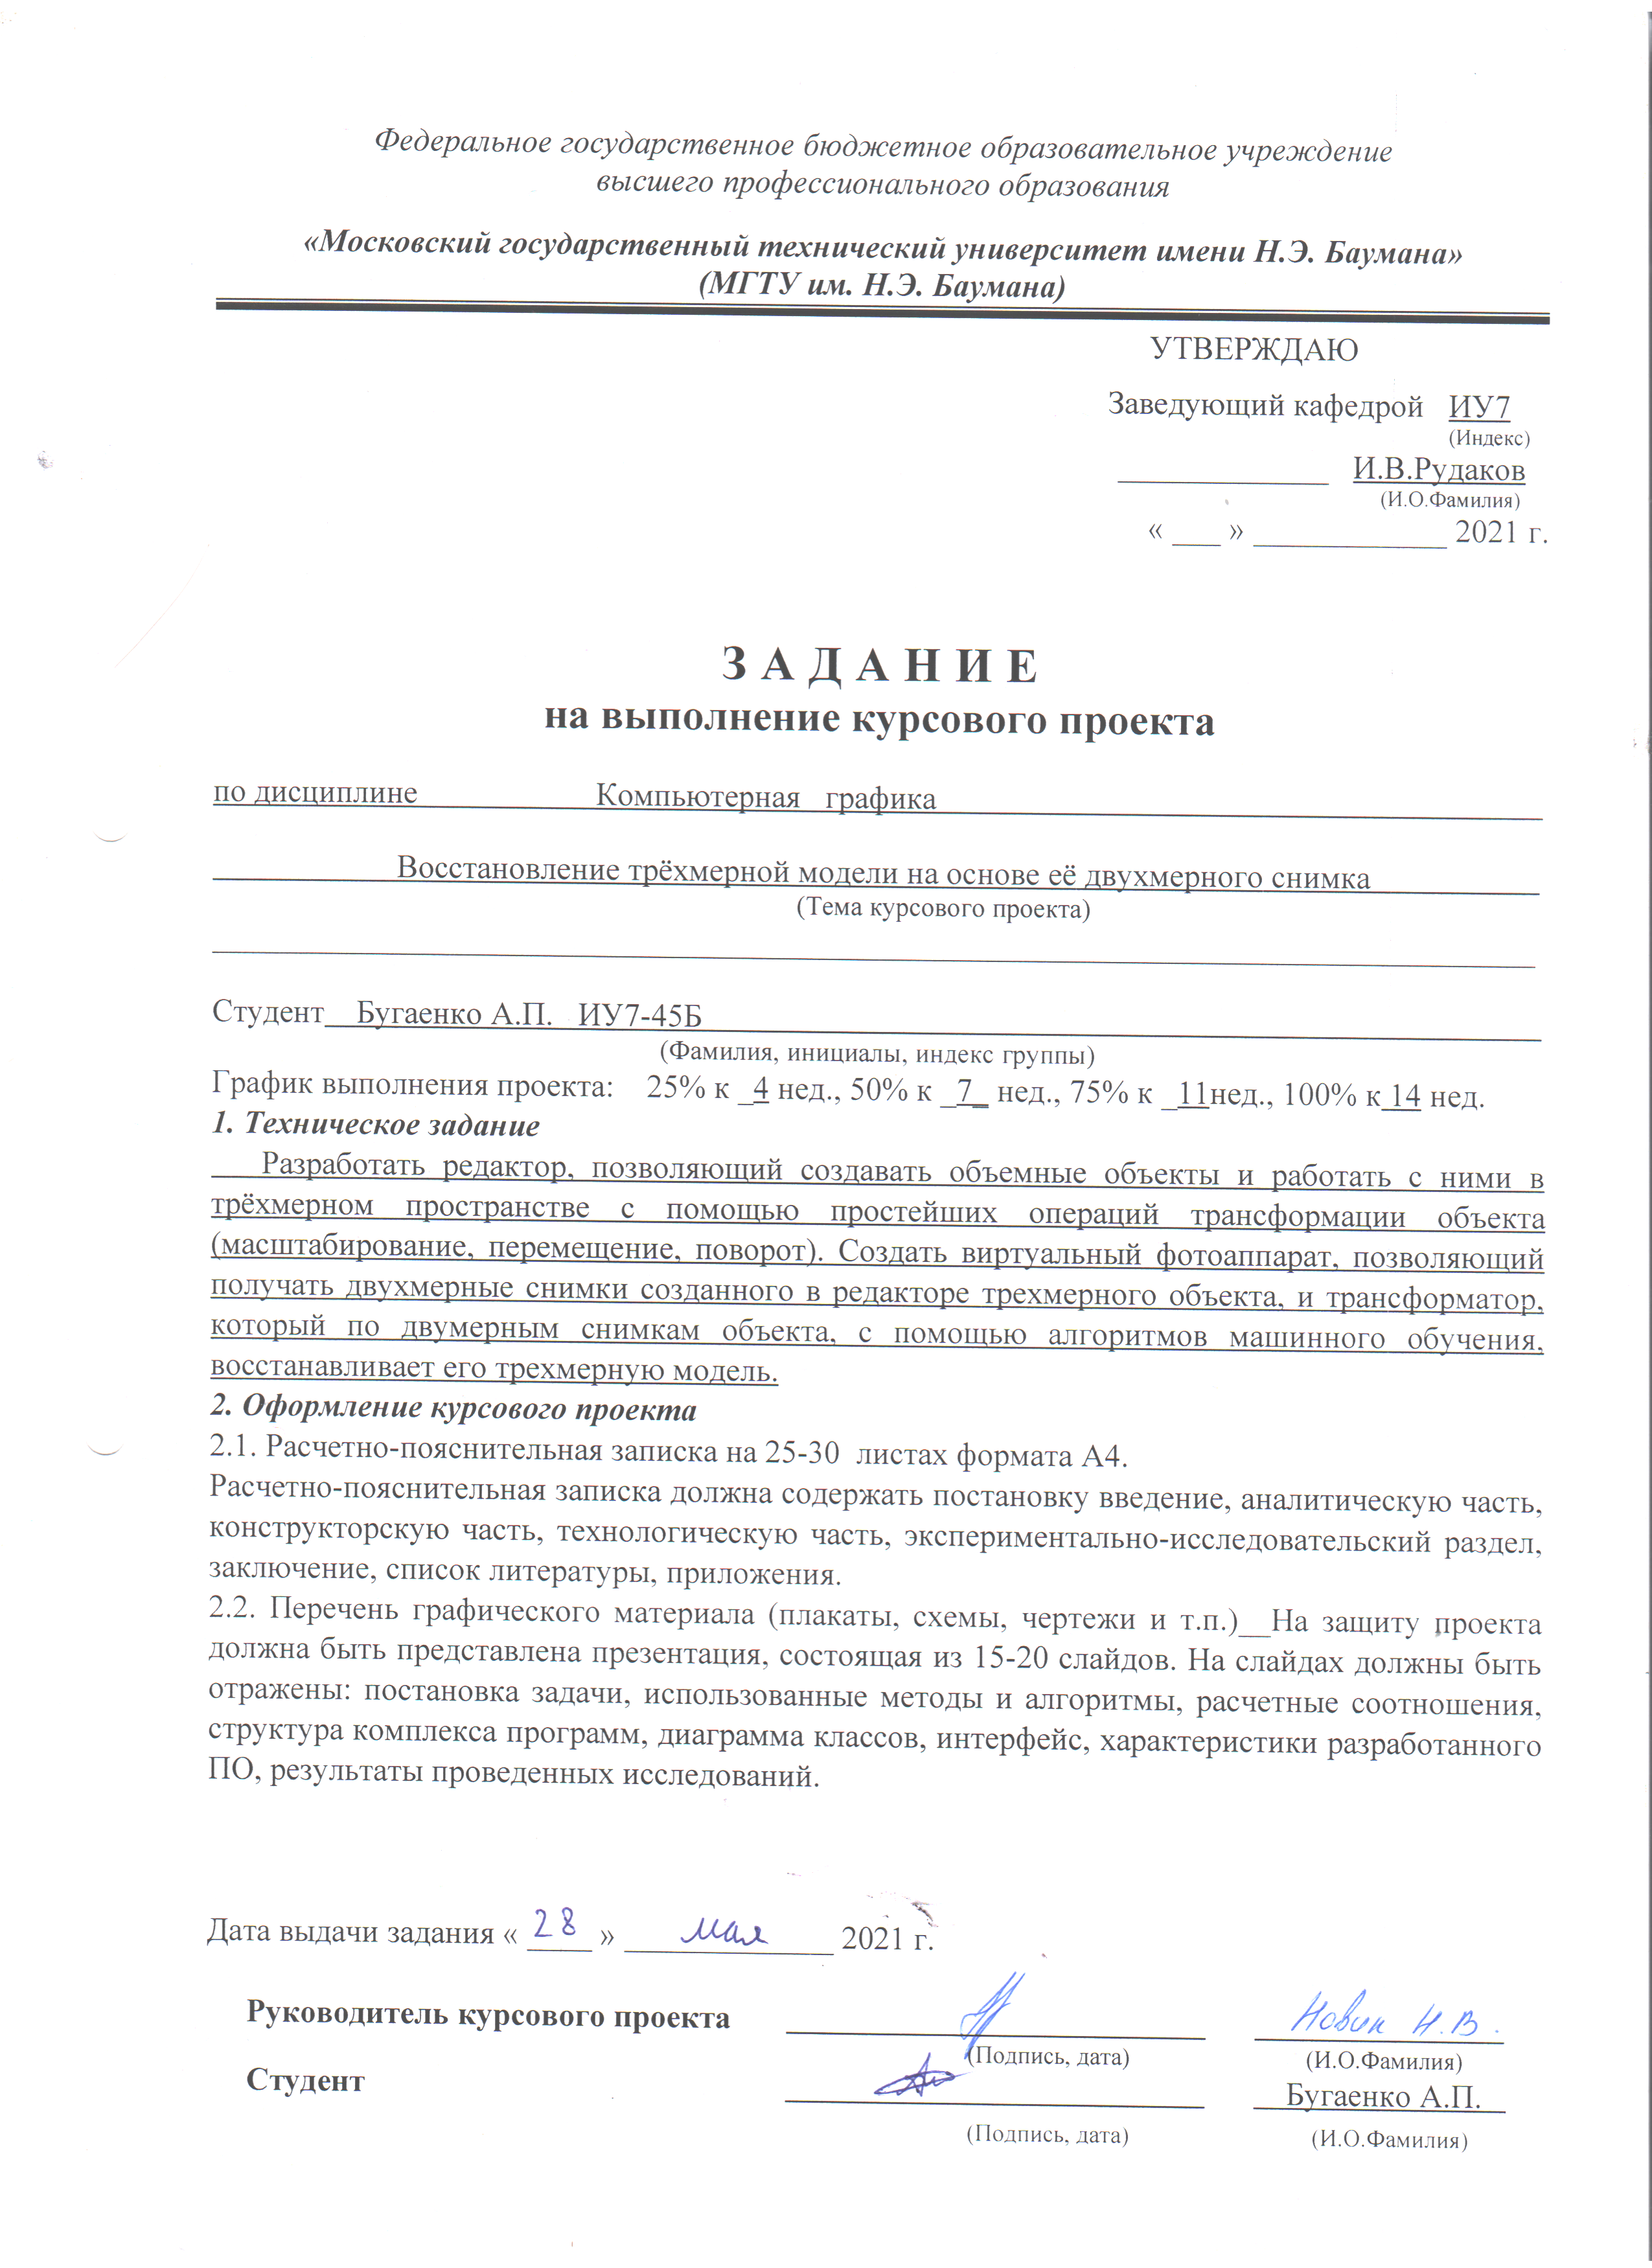 Федеральное государственное бюджетное образовательное учреждение
высшего профессионального образования
«Московский государственный технический университет имени Н.Э. Баумана»
(МГТУ им. Н.Э. Баумана)
УТВЕРЖДАЮ
Заведующий кафедрой ИУ7
(Индекс)
_____________ И.В.Рудаков
(И.О.Фамилия)
« ___ » ____________ 2021 г.
З А Д А Н И Е
на выполнение курсового проекта
по дисциплине Компьютерная графика
Восстановление трёхмерной модели на основе её двухмерного снимка
(Тема курсового проекта)
Студент Бугаенко А.П. ИУ7-45Б
(Фамилия, инициалы, индекс группы)
График выполнения проекта: 25% к _4 нед., 50% к _7_ нед., 75% к _11нед., 100% к 14 нед.
1. Техническое задание
Разработать редактор, позволяющий создавать объемные объекты и работать с ними в
трёхмерном пространстве с помощью простейших операций трансформации объекта
(масштабирование, перемещение, поворот). Создать виртуальный фотоаппарат, позволяющий
получать двухмерные снимки созданного в редакторе трехмерного объекта, и трансформатор,
который по двумерным снимкам объекта, с помощью алгоритмов машинного обучения,
восстанавливает его трехмерную модель.
2. Оформление курсового проекта
2.1. Расчетно-пояснительная записка на 25-30 листах формата А4.
Расчетно-пояснительная записка должна содержать постановку введение, аналитическую часть,
конструкторскую часть, технологическую часть, экспериментально-исследовательский раздел,
заключение, список литературы, приложения.
2.2. Перечень графического материала (плакаты, схемы, чертежи и т.п.)__На защиту проекта
должна быть представлена презентация, состоящая из 15-20 слайдов. На слайдах должны быть
отражены: постановка задачи, использованные методы и алгоритмы, расчетные соотношения,
структура комплекса программ, диаграмма классов, интерфейс, характеристики разработанного
ПО, результаты проведенных исследований.
Дата выдачи задания « 28 » мая 2021 г.
Руководитель курсового проекта Новик Н.В.
(Подпись, дата) (И.О.Фамилия)
Студент Бугаенко А.П.
(Подпись, дата) (И.О.Фамилия)